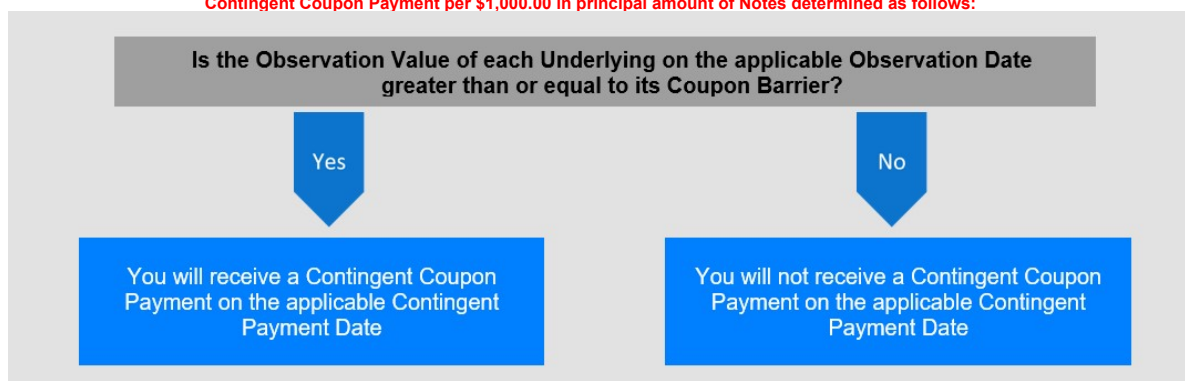 Contingent Coupon Payment per $1,000.00 in principal amount of Notes determined as follows:
Is the Observation Value of each Underlying on the applicable Observation Date
greater than or equal to its Coupon Barrier?
Yes
No
You will receive a Contingent Coupon
Payment on the applicable Contingent
Payment Date
You will not receive a Contingent Coupon
Payment on the applicable Contingent
Payment Date